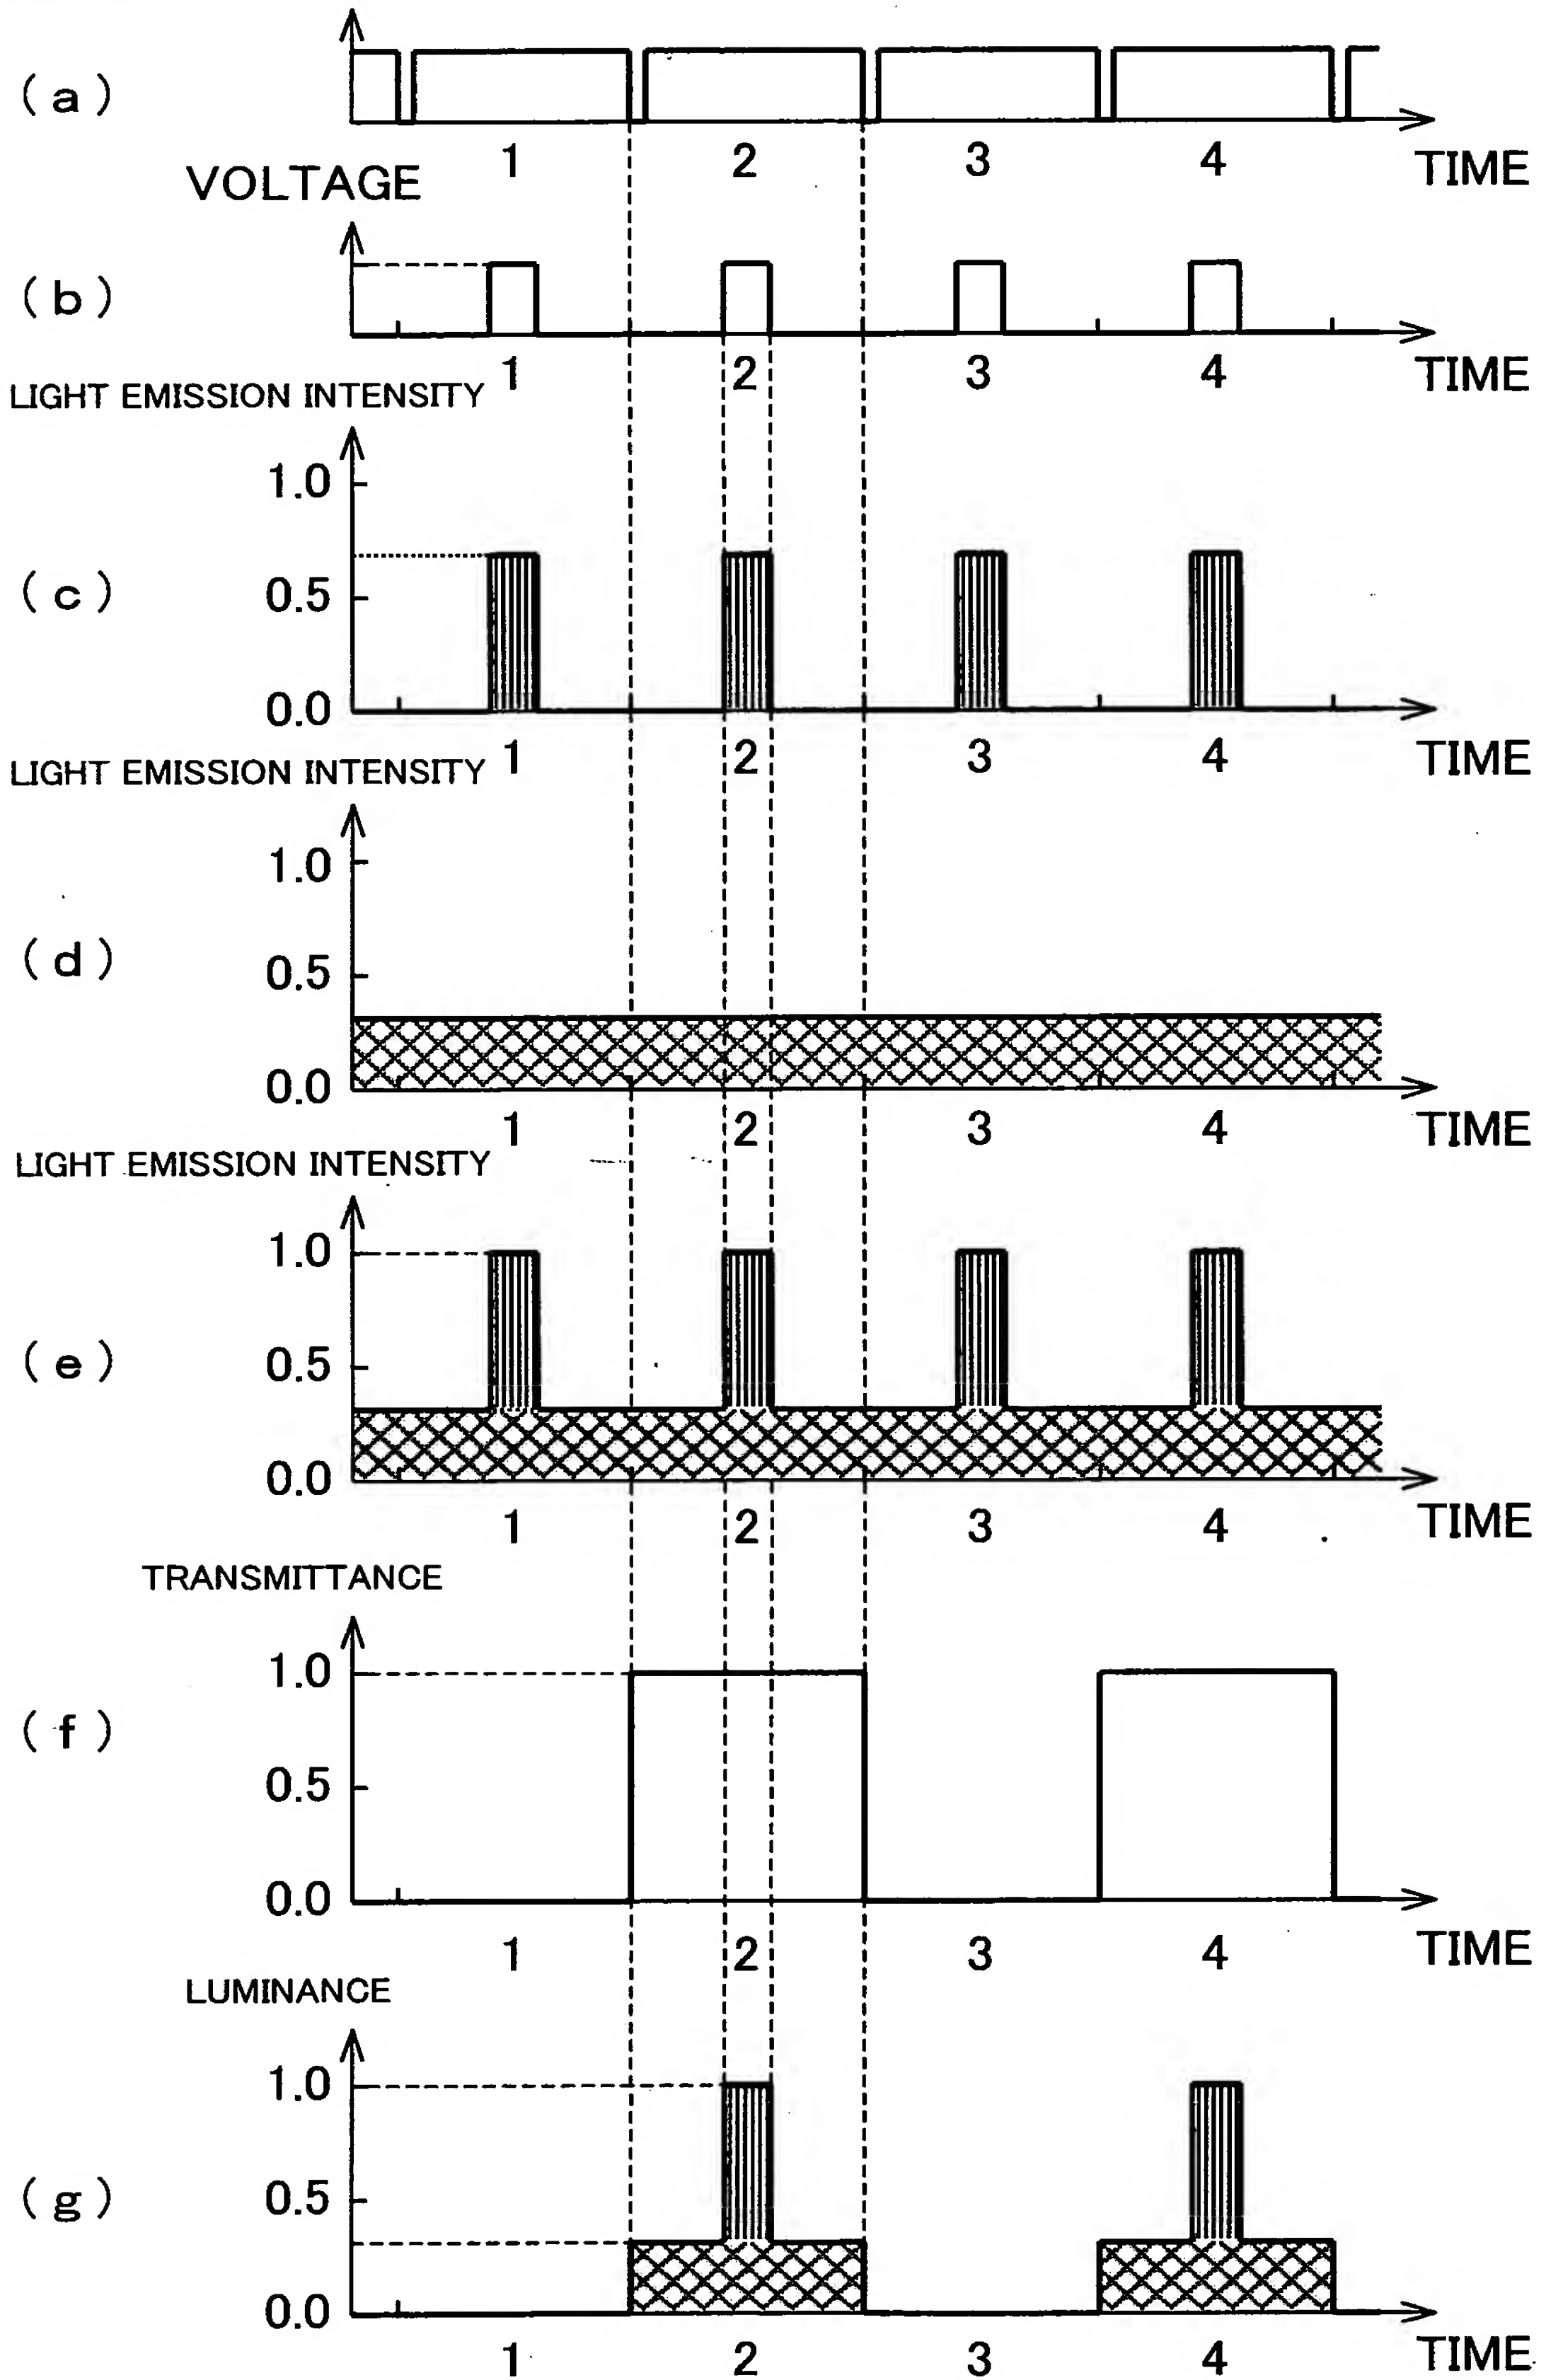 (a)
1 2 3 4 TIME
VOLTAGE
(b)
1 2 3 4 TIME
LIGHT EMISSION INTENSITY
1.0
(c)
0.5
0.0
1 2 3 4 TIME
LIGHT EMISSION INTENSITY
1.0
(d)
0.5
0.0
1 2 3 4 TIME
LIGHT EMISSION INTENSITY
1.0
(e)
0.5
0.0
1 2 3 4 TIME
TRANSMITTANCE
1.0
(f)
0.5
0.0
1 2 3 4 TIME
LUMINANCE
1.0
(g)
0.5
0.0
1 2 3 4 TIME